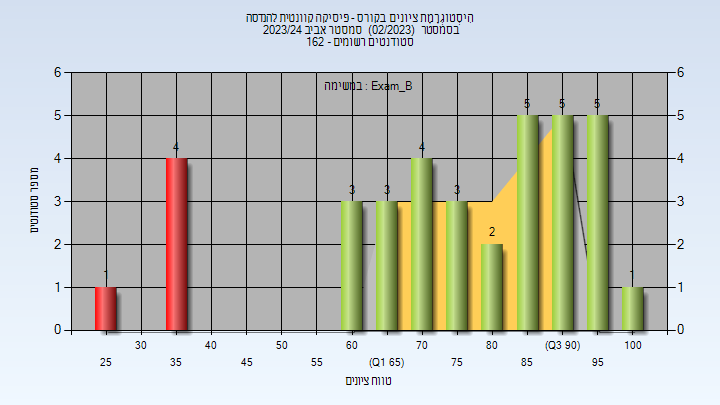 היסטוגרמת ציונים בקורס - פיסיקה קוונטית להנדסה
בסמסטר (02/2023) סמסטר אביב 2023/24
סטודנטים רשומים - 162
במשימה : Exam_B
מספר סטודנטים
6 6
5 5 5 5 5
4 4 4 4
3 3 3 3 3
2 2 2
1 1 1 1
0 0
30 40 50 60 70 80 (Q3 90) 100
25 35 45 55 (Q1 65) 75 85 95
טווח ציונים